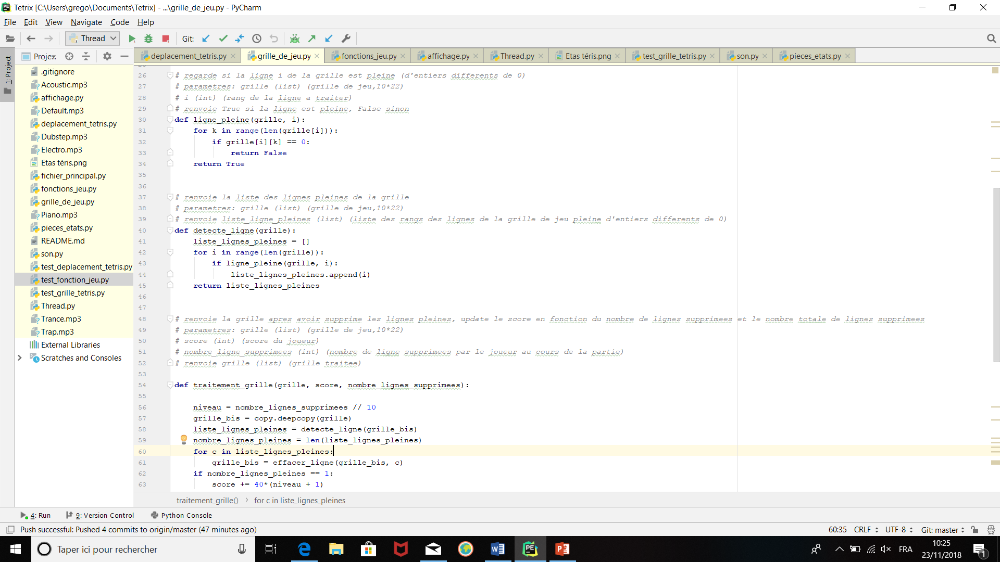 Tetrix [C:\Users\grego\Documents\Tetrix] - ...\grille_de_jeu.py - PyCharm
File Edit View Navigate Code Help
Thread Git:
1: Project
Proje..
deplacement_tetris.py grille_de_jeu.py fonctions_jeu.py affichage.py Thread.py Etas téris.png test_grille_tetris.py son.py pieces_etats.py
.gitignore
Acoustic.mp3
affichage.py
Default.mp3
deplacement_tetris.py
Dubstep.mp3
Electro.mp3
Etas téris.png
fichier_principal.py
fonctions_jeu.py
grille_de_jeu.py
Piano.mp3
pieces_etats.py
README.md
son.py
test_deplacement_tetris.py
test_fonction_jeu.py
test_grille_tetris.py
Thread.py
Trance.mp3
Trap.mp3
External Libraries
Scratches and Consoles
26 # regarde si la ligne i de la grille est pleine (d'entiers differents de 0)
27 # parametres: grille (list) (grille de jeu,10*22)
28 # i (int) (rang de la ligne a traiter)
29 # renvoie True si la ligne est pleine, False sinon
30 def ligne_pleine(grille, i):
31 for k in range(len(grille[i])):
32 if grille[i][k] == 0:
33 return False
34 return True
35
36
37 # renvoie la liste des lignes pleines de la grille
38 # parametres: grille (list) (grille de jeu,10*22)
39 # renvoie liste_ligne_pleines (list) (liste des rangs des lignes de la grille de jeu pleine d'entiers differents de 0)
40 def detecte_ligne(grille):
41 liste_lignes_pleines = []
42 for i in range(len(grille)):
43 if ligne_pleine(grille, i):
44 liste_lignes_pleines.append(i)
45 return liste_lignes_pleines
46
47
48 # renvoie la grille apres avoir supprime les lignes pleines, update le score en fonction du nombre de lignes supprimees et le nombre totale de lignes supprimees
49 # parametres: grille (list) (grille de jeu,10*22)
50 # score (int) (score du joueur)
51 # nombre_ligne_supprimees (int) (nombre de ligne supprimees par le joueur au cours de la partie)
52 # renvoie grille (list) (grille traitee)
53
54 def traitement_grille(grille, score, nombre_lignes_supprimees):
55
56 niveau = nombre_lignes_supprimees // 10
57 grille_bis = copy.deepcopy(grille)
58 liste_lignes_pleines = detecte_ligne(grille_bis)
59 nombre_lignes_pleines = len(liste_lignes_pleines)
60 for c in liste_lignes_pleines:
61 grille_bis = effacer_ligne(grille_bis, c)
62 if nombre_lignes_pleines == 1:
63 score += 40*(niveau + 1)
traitement_grille() for c in liste_lignes_pleines
4: Run 9: Version Control Python Console
Push successful: Pushed 4 commits to origin/master (47 minutes ago) 60:35 CRLF UTF-8 Git: master
Taper ici pour rechercher
FRA
10:25
23/11/2018
1